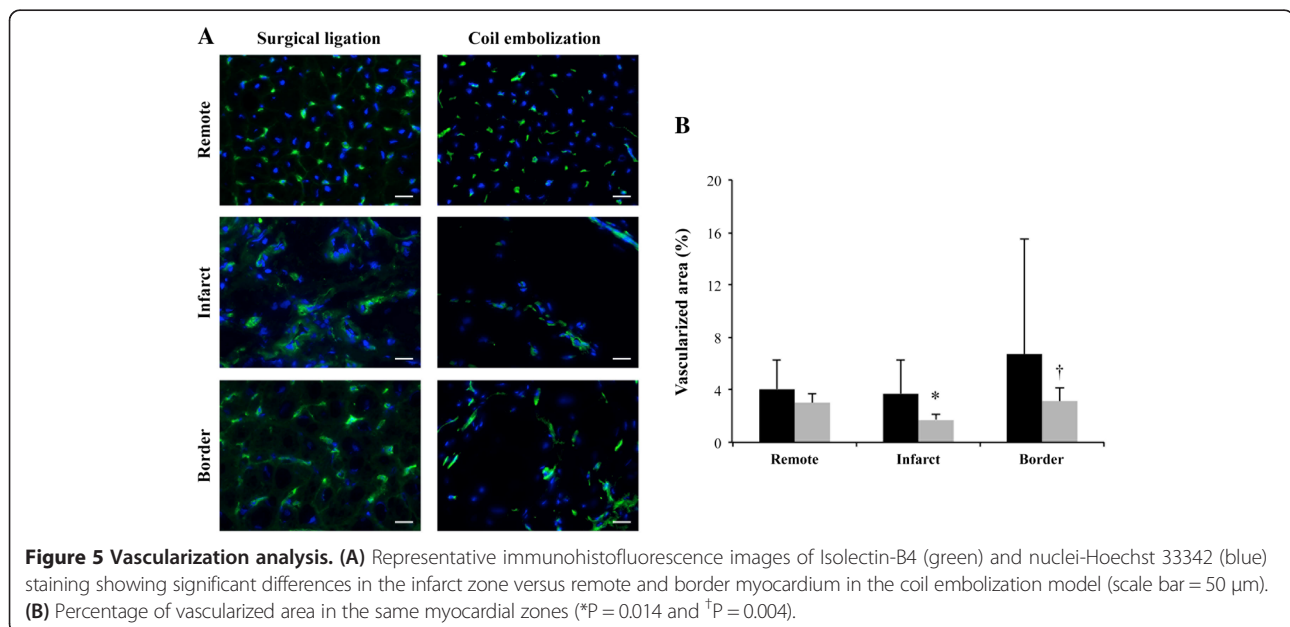 A
Surgical ligation
Coil embolization
Remote
Infarct
Border
B
Vascularized area (%)
20
16
12
8
4
0
*
†
Remote
Infarct
Border
Figure 5 Vascularization analysis. (A) Representative immunohistofluorescence images of Isolectin-B4 (green) and nuclei-Hoechst 33342 (blue)
staining showing significant differences in the infarct zone versus remote and border myocardium in the coil embolization model (scale bar = 50 μm).
(B) Percentage of vascularized area in the same myocardial zones (*P = 0.014 and †P = 0.004).